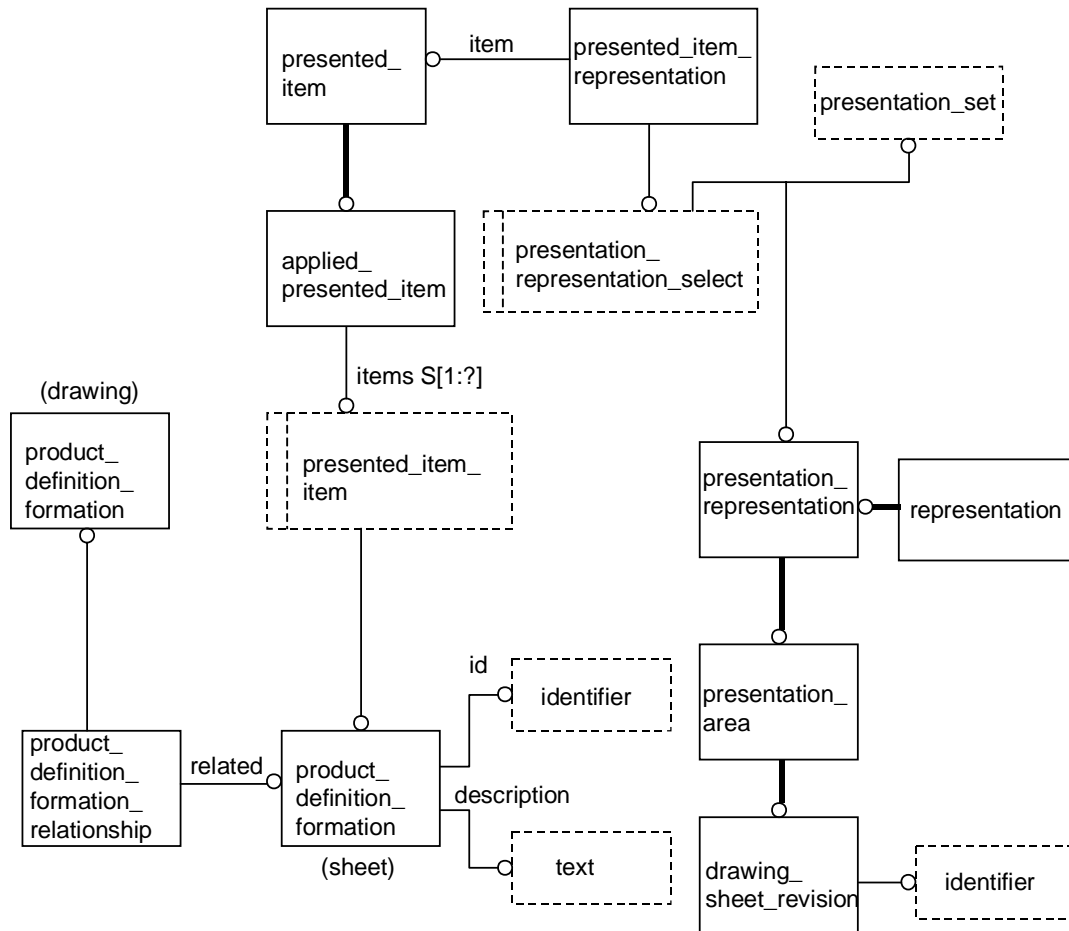 presented_
item
item
presented_item_
representation
presentation_set
applied_
presented_item
presentation_
representation_select
items S[1:?]
(drawing)
product_
definition_
formation
presented_item_
item
presentation_
representation
representation
id
identifier
presentation_
area
product_
definition_
formation_
relationship
related
product_
definition_
formation
description
(sheet)
text
drawing_
sheet_revision
identifier